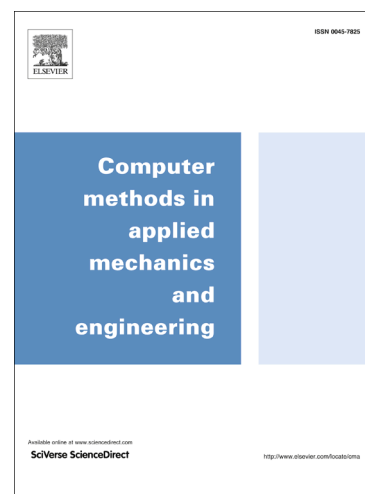 ISSN 0045-7825
ELSEVIER
Computer
methods in
applied
mechanics
and
engineering
Available online at www.sciencedirect.com
SciVerse ScienceDirect
http://www.elsevier.com/locate/cma